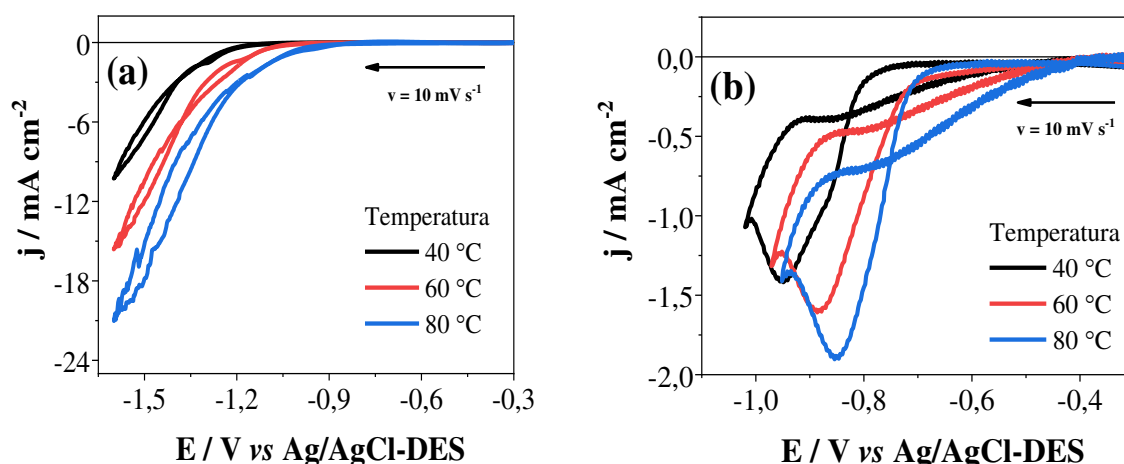 (a)
0
-6
-12
-18
-24
j / mA cm-2
v = 10 mV s-1
Temperatura
40 °C
60 °C
80 °C
-1,5 -1,2 -0,9 -0,6 -0,3
E / V vs Ag/AgCl-DES
(b)
0,0
-0,5
-1,0
-1,5
-2,0
j / mA cm-2
v = 10 mV s-1
Temperatura
40 °C
60 °C
80 °C
-1,0 -0,8 -0,6 -0,4
E / V vs Ag/AgCl-DES